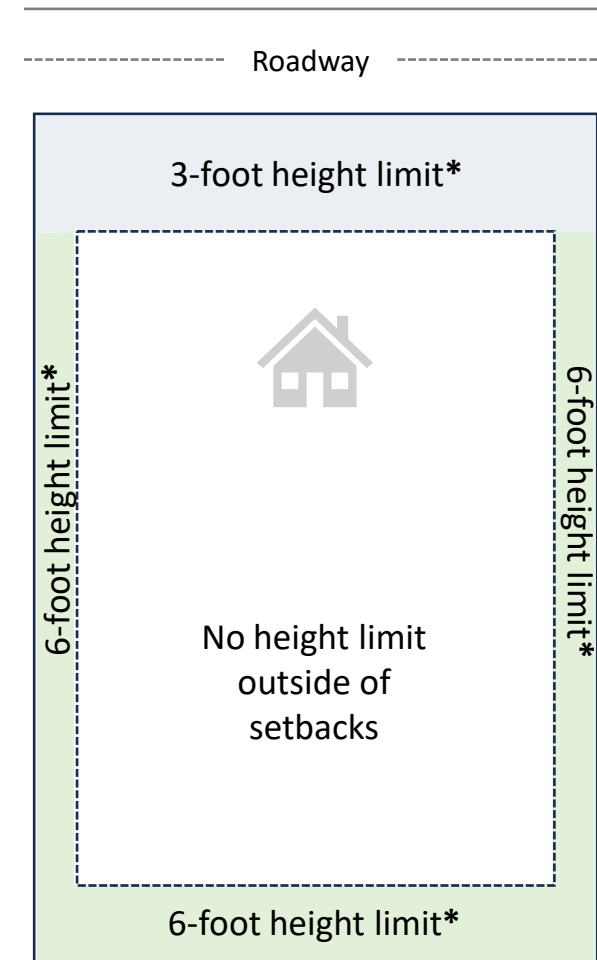 Roadway
3-foot height limit*
6-foot height limit*
6-foot height limit*
No height limit
outside of
setbacks
6-foot height limit*